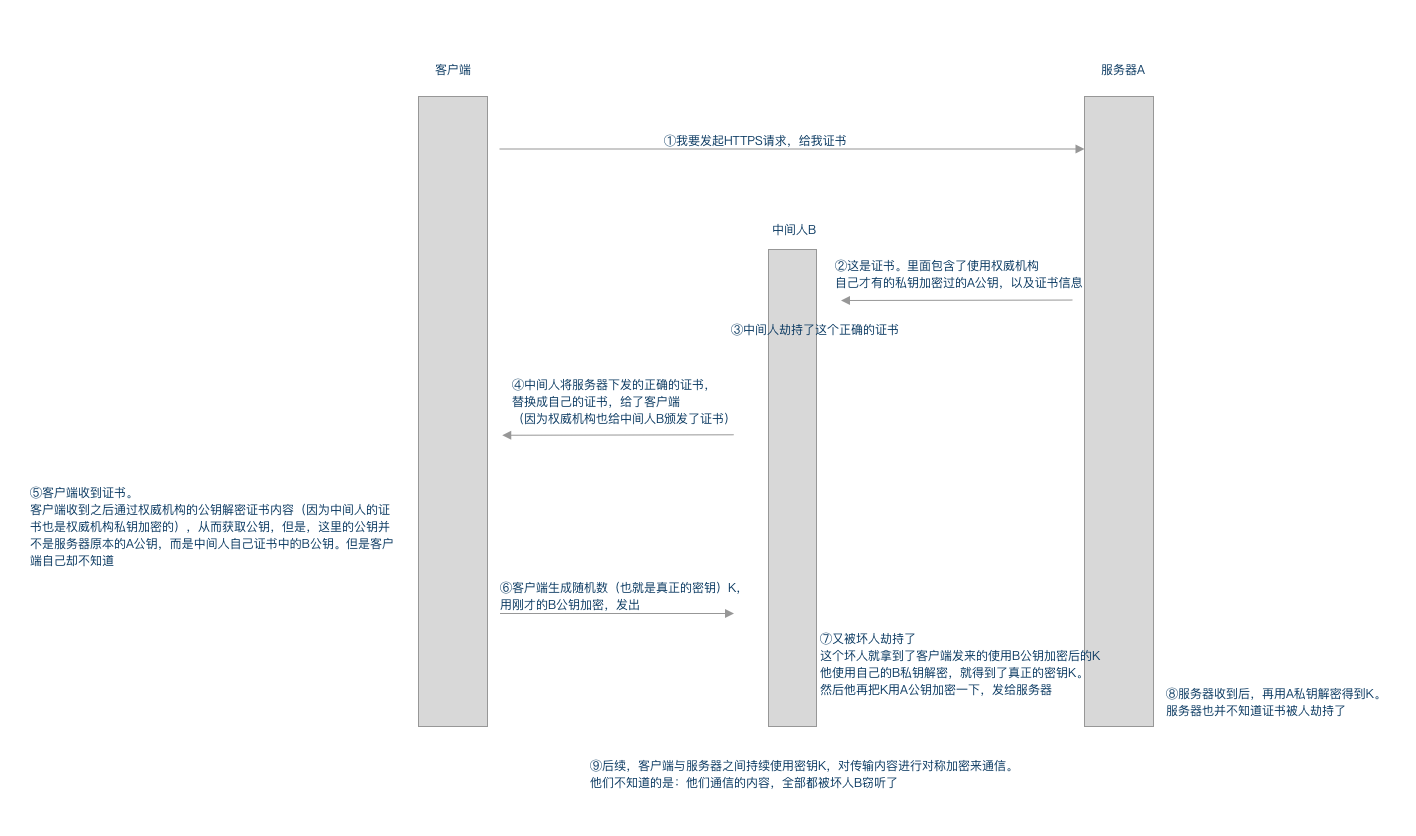 客户端
服务器A
①我要发起HTTPS请求，给我证书
中间人B
②这是证书。里面包含了使用权威机构
自己才有的私钥加密过的A公钥，以及证书信息
③中间人劫持了这个正确的证书
④中间人将服务器下发的正确的证书，
替换成自己的证书，给了客户端
（因为权威机构也给中间人B颁发了证书）
⑤客户端收到证书。
客户端收到之后通过权威机构的公钥解密证书内容（因为中间人的证
书也是权威机构私钥加密的），从而获取公钥，但是，这里的公钥并
不是服务器原本的A公钥，而是中间人自己证书中的B公钥。但是客户
端自己却不知道
⑥客户端生成随机数（也就是真正的密钥）K，
用刚才的B公钥加密，发出
⑦又被坏人劫持了
这个坏人就拿到了客户端发来的使用B公钥加密后的K
他使用自己的B私钥解密，就得到了真正的密钥K。
然后他再把K用A公钥加密一下，发给服务器
⑧服务器收到后，再用A私钥解密得到K。
服务器也并不知道证书被人劫持了
⑨后续，客户端与服务器之间持续使用密钥K，对传输内容进行对称加密来通信。
他们不知道的是：他们通信的内容，全部都被坏人B窃听了